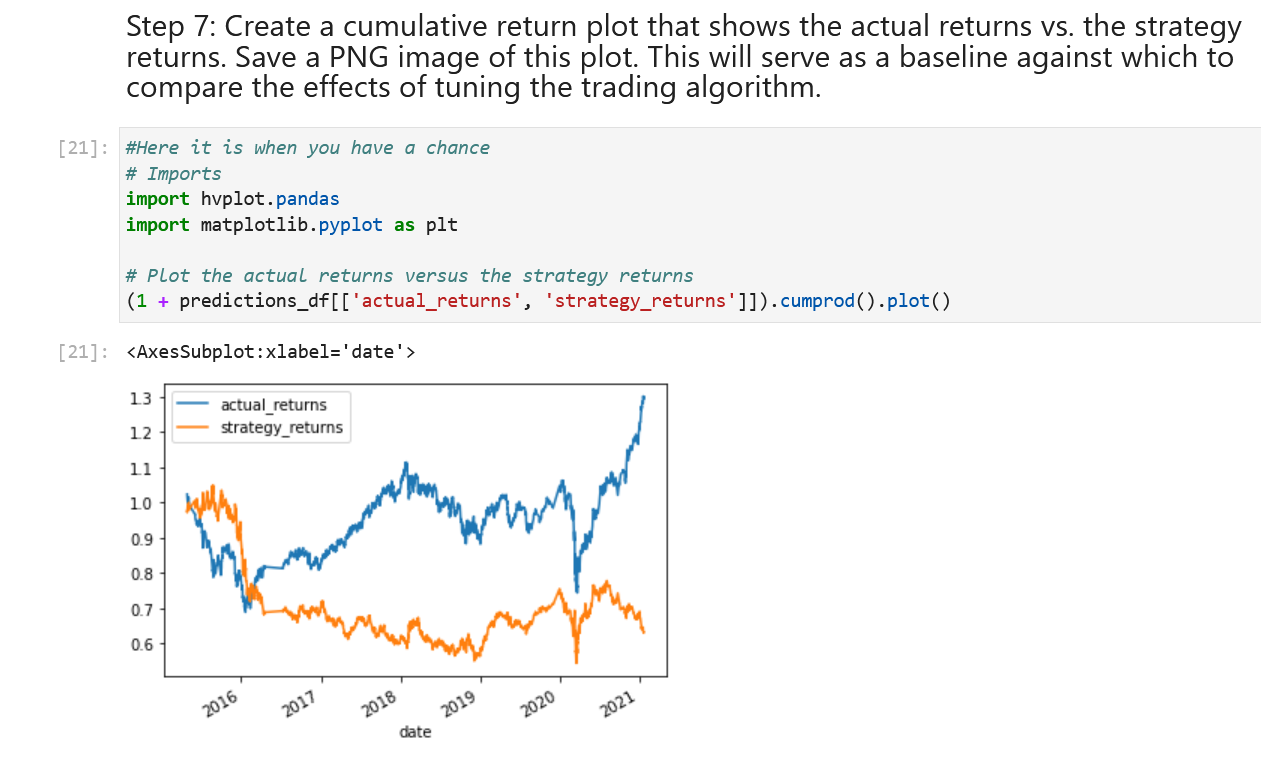 Step 7: Create a cumulative return plot that shows the actual returns vs. the strategy
returns. Save a PNG image of this plot. This will serve as a baseline against which to
compare the effects of tuning the trading algorithm.
[21]:
#Here it is when you have a chance
# Imports
import hvplot.pandas
import matplotlib.pyplot as plt
# Plot the actual returns versus the strategy returns
(1 + predictions_df[['actual_returns', 'strategy_returns']]).cumprod().plot()
[21]:
<AxesSubplot:xlabel='date'>
actual_returns
strategy_returns
1.3
1.2
1.1
1.0
0.9
0.8
0.7
0.6
2016
2017
2018
2019
2020
2021
date